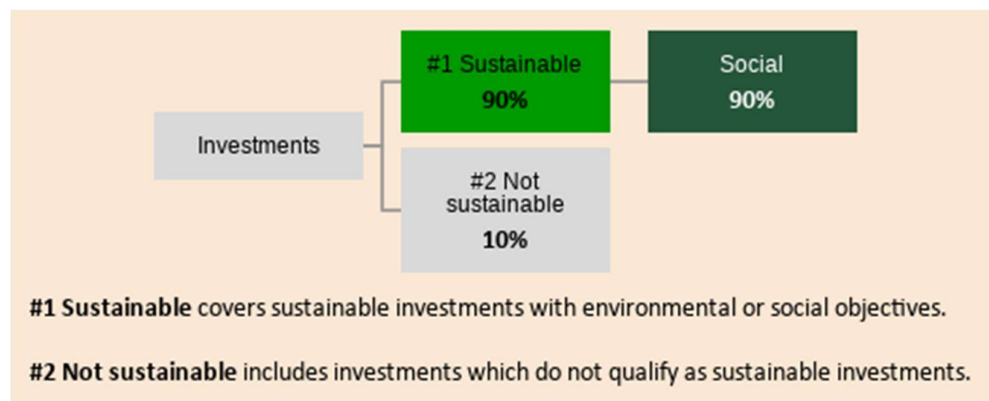 #1 Sustainable
90%
Social
90%
Investments
#2 Not
sustainable
10%
#1 Sustainable covers sustainable investments with environmental or social objectives.
#2 Not sustainable includes investments which do not qualify as sustainable investments.